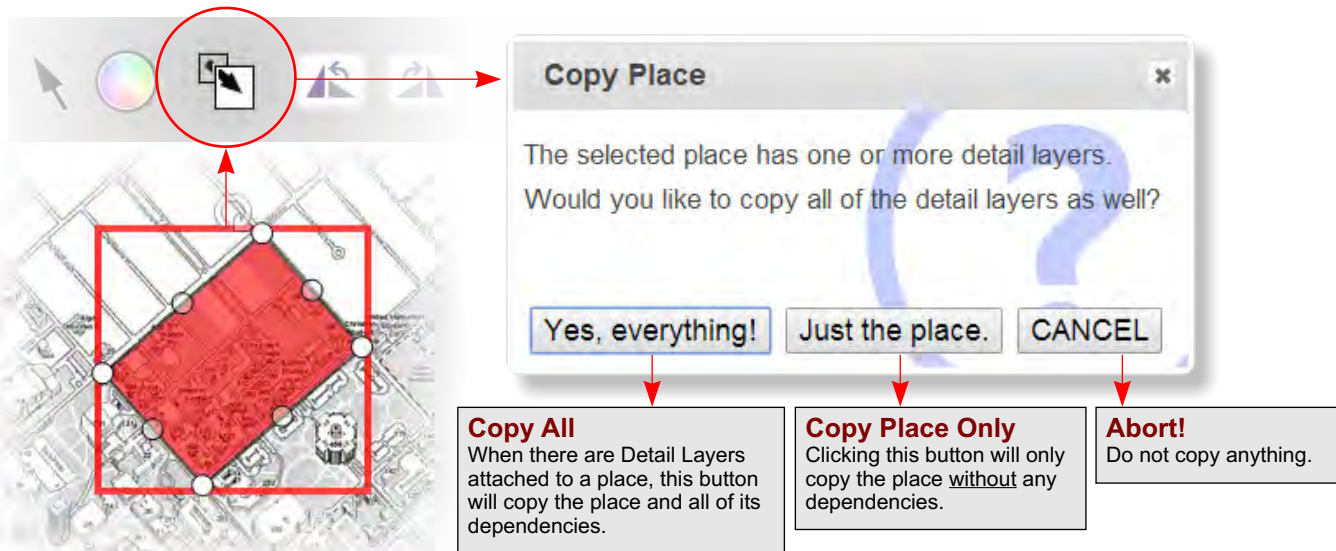 Copy Place
The selected place has one or more detail layers.
Would you like to copy all of the detail layers as well?
Yes, everything!
Just the place.
CANCEL
Copy All
When there are Detail Layers
attached to a place, this button
will copy the place and all of its
dependencies.
Copy Place Only
Clicking this button will only
copy the place without any
dependencies.
Abort!
Do not copy anything.